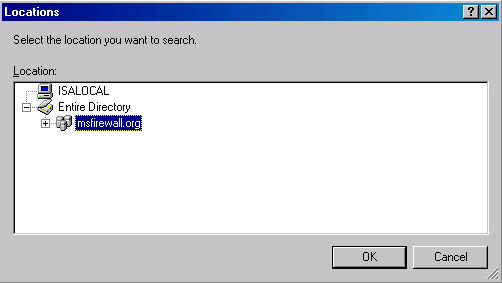 Locations
Select the location you want to search.
Location:
ISALOCAL
Entire Directory
msfirewall.org
OK Cancel